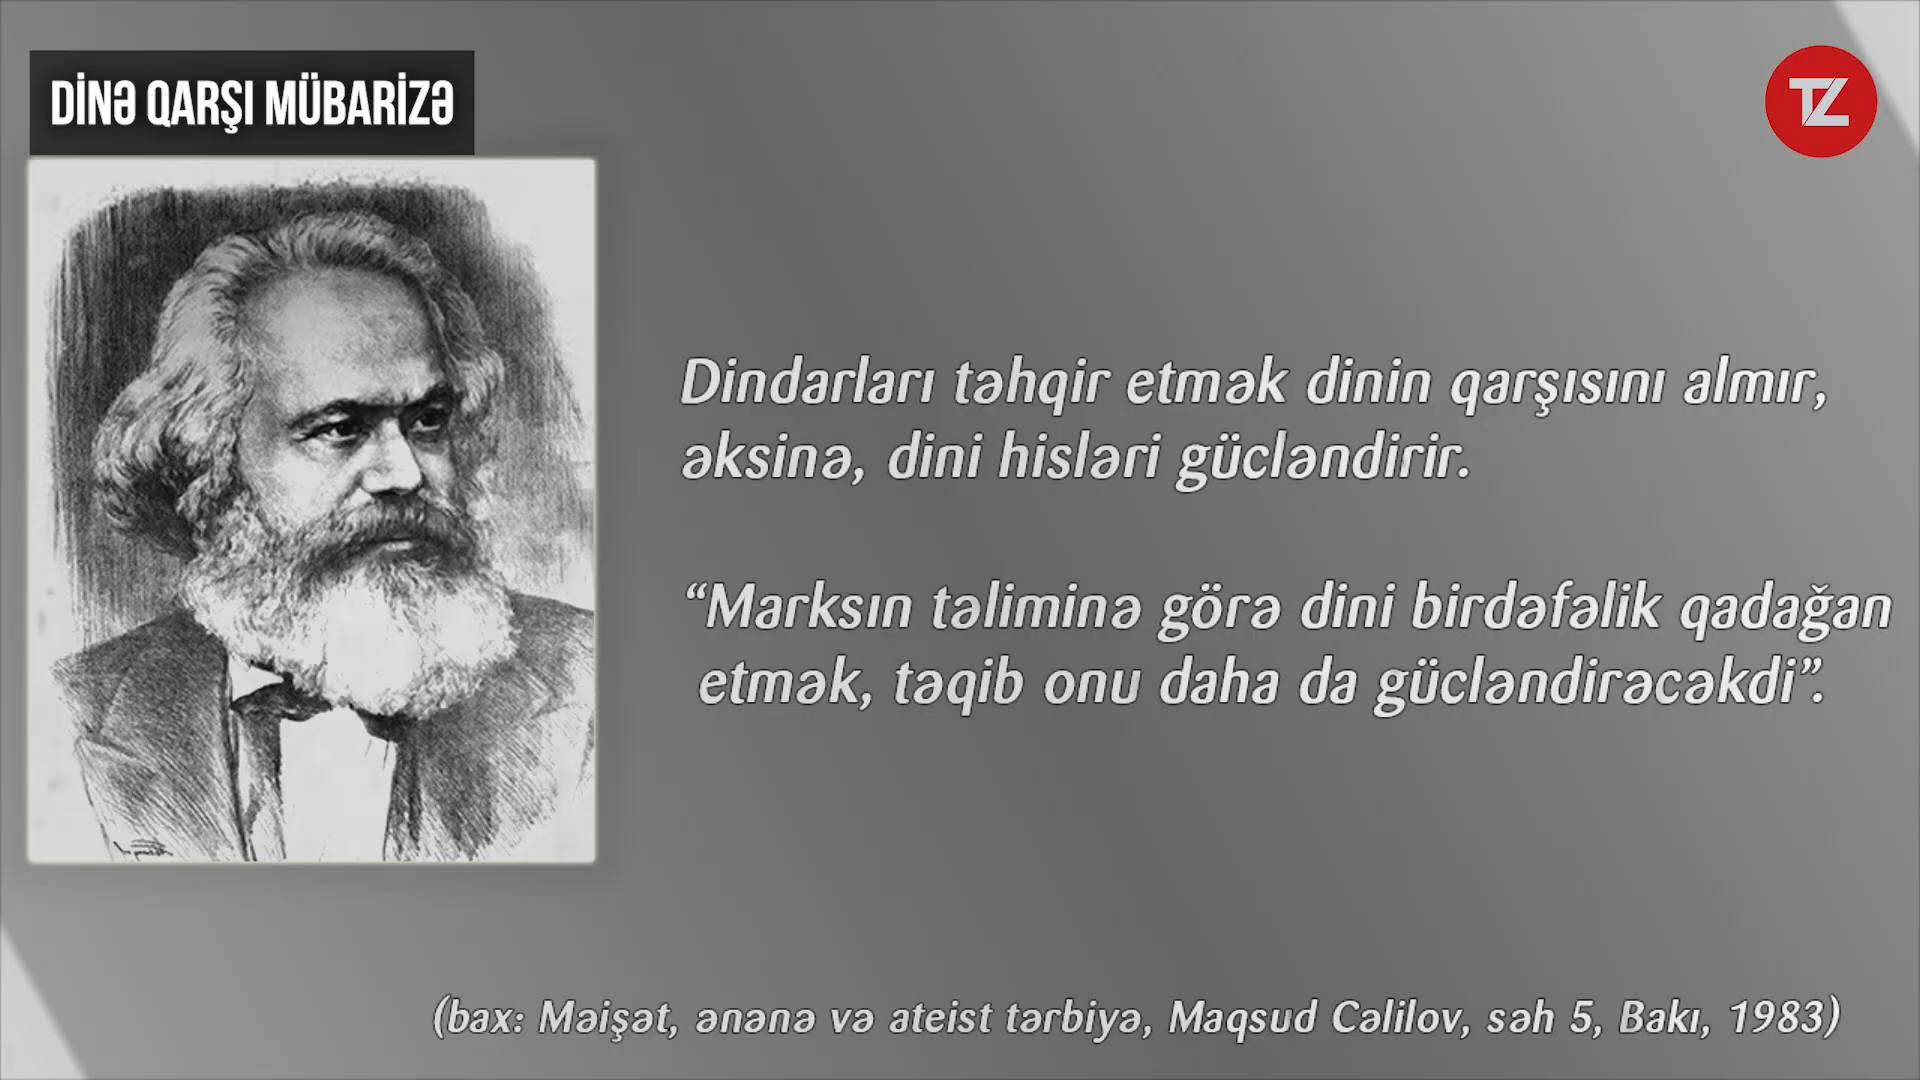 DİNƏ QARŞI MÜBARİZƏ
TZ
Dindarları təhqir etmək dinin qarşısını almır,
əksinə, dini hisləri gücləndirir.
“Marksın təliminə görə dini birdəfəlik qadağan
etmək, təqib onu daha da gücləndirəcəkdi”.
(bax: Məişət, ənənə və ateist tərbiyə, Maqsud Cəlilov, səh 5, Bakı, 1983)